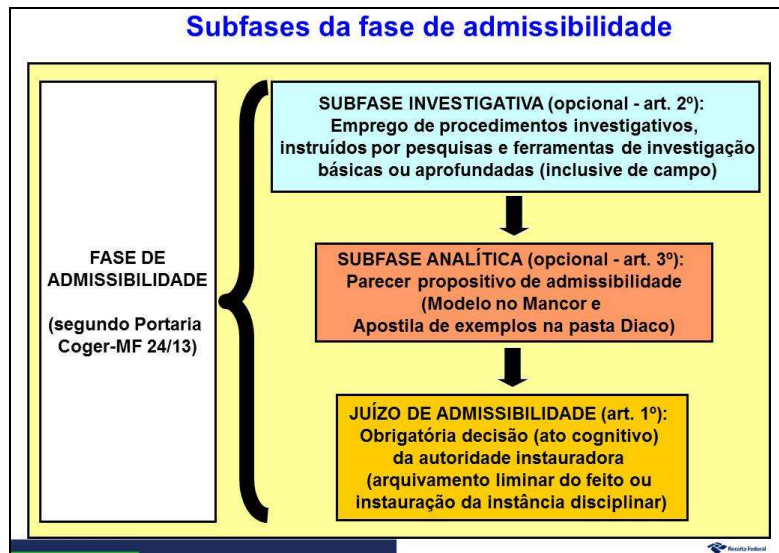 Subfases da fase de admissibilidade
FASE DE
ADMISSIBILIDADE
(segundo Portaria
Coger-MF 24/13)
SUBFASE INVESTIGATIVA (opcional - art. 2º):
Emprego de procedimentos investigativos,
instruídos por pesquisas e ferramentas de investigação
básicas ou aprofundadas (inclusive de campo)
SUBFASE ANALÍTICA (opcional - art. 3º):
Parecer propositivo de admissibilidade
(Modelo no Mancor e
Apostila de exemplos na pasta Diaco)
JUÍZO DE ADMISSIBILIDADE (art. 1º):
Obrigatória decisão (ato cognitivo)
da autoridade instauradora
(arquivamento liminar do feito ou
instauração da instância disciplinar)
Receita Federal